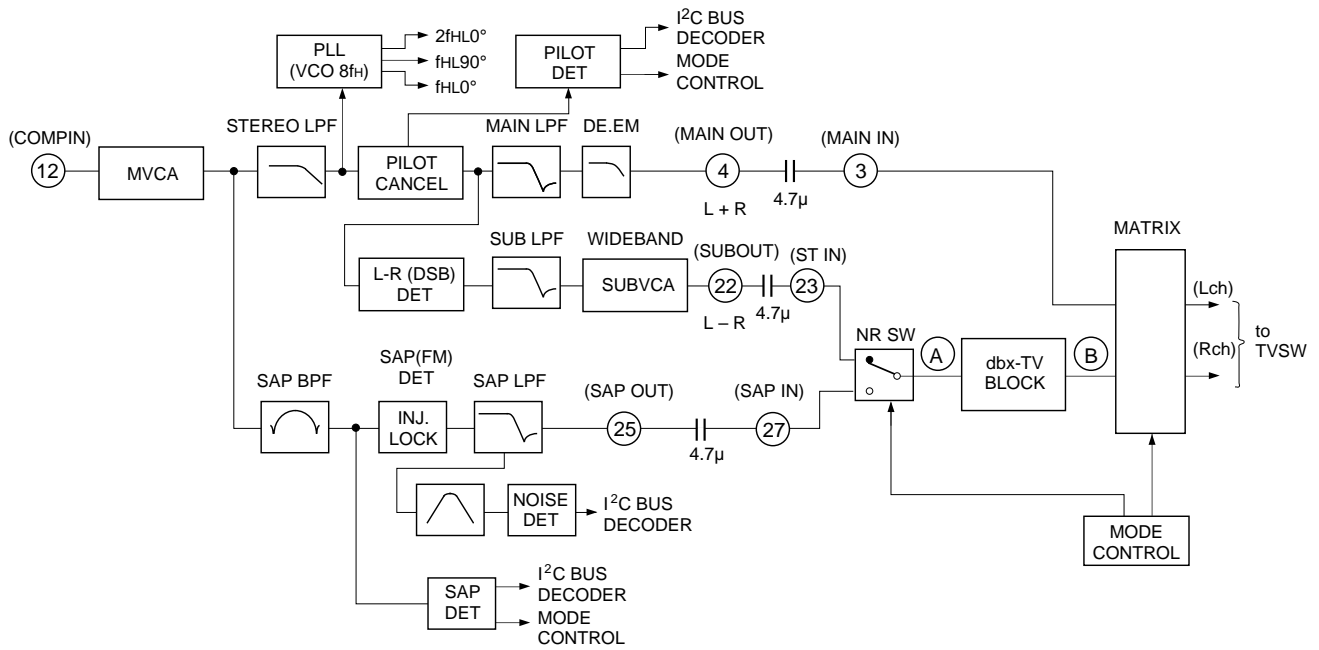 I²C BUS
DECODER
MODE
CONTROL
PLL
(VCO 8fH)
2fHL0°
fHL90°
fHL0°
PILOT
DET
(COMPIN)
STEREO LPF
MAIN LPF
DE.EM
(MAIN OUT)
(MAIN IN)
12
MVCA
PILOT
CANCEL
4
3
4.7µ
L + R
SUB LPF
WIDEBAND
(SUBOUT)
(ST IN)
MATRIX
L-R (DSB)
DET
SUBVCA
22
23
4.7µ
L – R
(Lch)
(Rch)
to
TVSW
NR SW
A
dbx-TV
BLOCK
B
SAP BPF
SAP(FM)
DET
SAP LPF
(SAP OUT)
(SAP IN)
INJ.
LOCK
25
27
4.7µ
NOISE
DET
I²C BUS
DECODER
MODE
CONTROL
SAP
DET
I²C BUS
DECODER
MODE
CONTROL